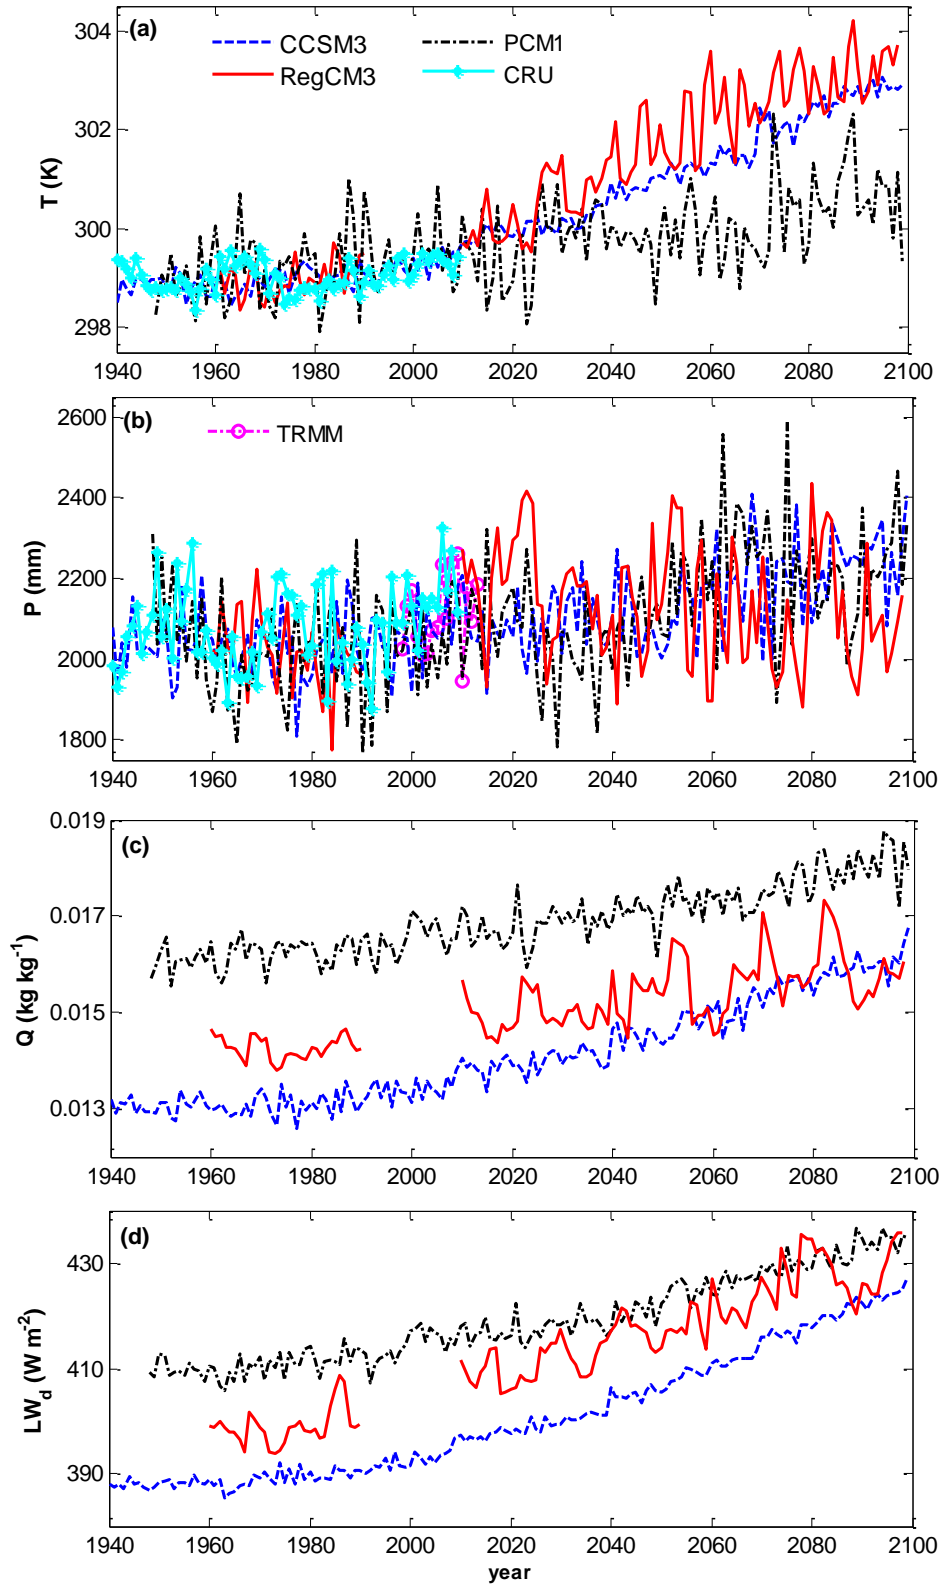 (a)
CCSM3
PCM1
RegCM3
CRU
304
302
300
298
T (K)
1940 1960 1980 2000 2020 2040 2060 2080 2100
(b)
TRMM
2600
2400
2200
2000
1800
P (mm)
1940 1960 1980 2000 2020 2040 2060 2080 2100
(c)
0.019
0.017
0.015
0.013
Q (kg kg-1)
1940 1960 1980 2000 2020 2040 2060 2080 2100
(d)
430
410
390
LWd (W m-2)
1940 1960 1980 2000 2020 2040 2060 2080 2100
year